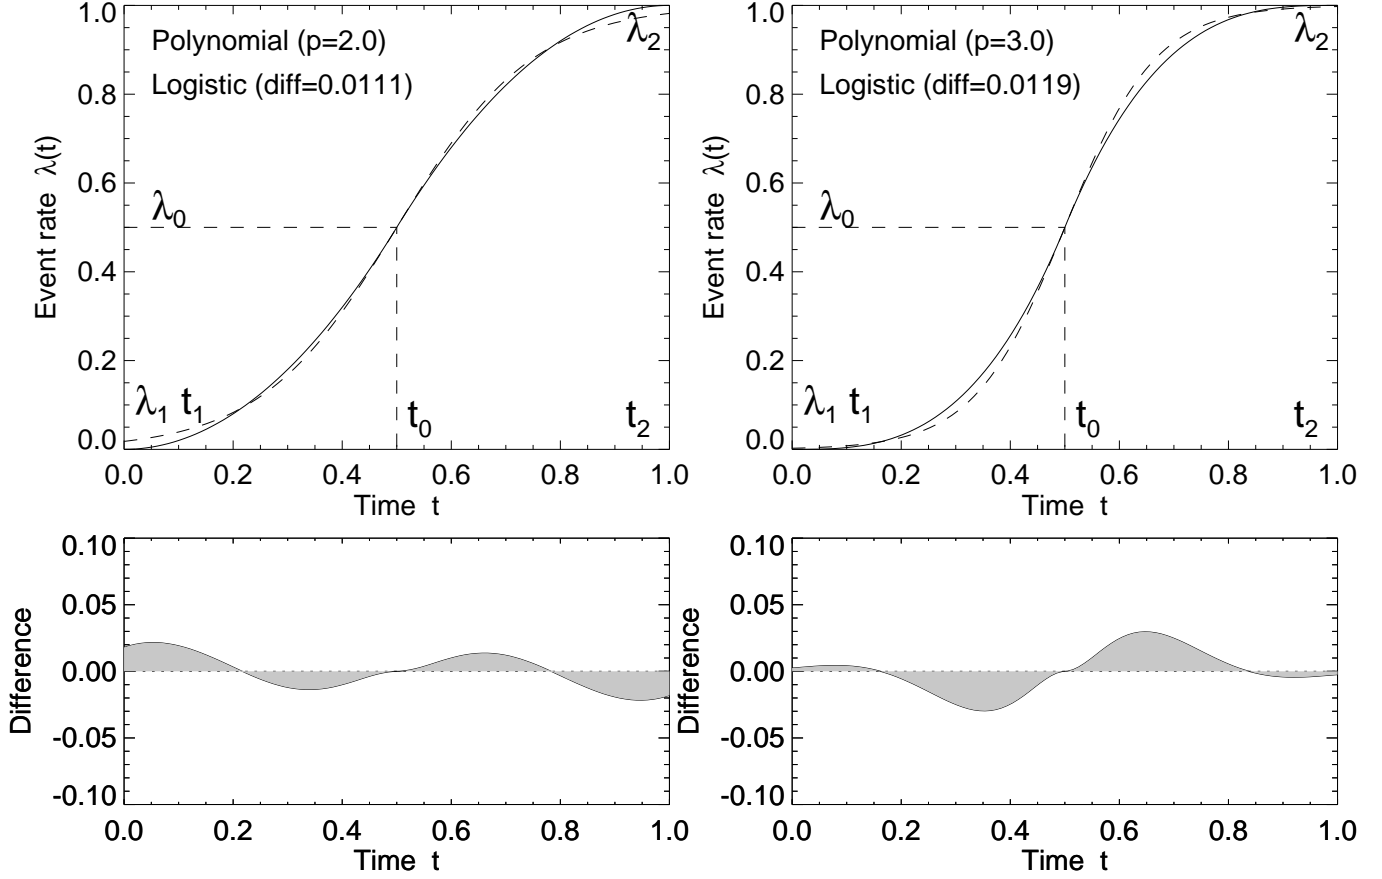 Polynomial (p=2.0)
Logistic (diff=0.0111)
λ2
λ0
λ1 t1
t0
t2
Event rate λ(t)
1.0
0.8
0.6
0.4
0.2
0.0
0.0 0.2 0.4 0.6 0.8 1.0
Time t
Polynomial (p=3.0)
Logistic (diff=0.0119)
λ2
λ0
λ1 t1
t0
t2
Event rate λ(t)
1.0
0.8
0.6
0.4
0.2
0.0
0.0 0.2 0.4 0.6 0.8 1.0
Time t
Difference
0.10
0.05
0.00
-0.05
-0.10
0.0 0.2 0.4 0.6 0.8 1.0
Time t
Difference
0.10
0.05
0.00
-0.05
-0.10
0.0 0.2 0.4 0.6 0.8 1.0
Time t